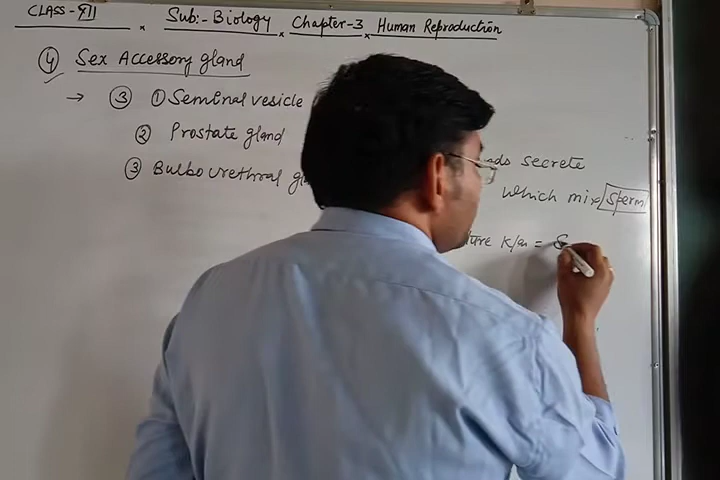 CLASS-XII Sub:- Biology Chapter-3 Human Reproduction
④ Sex Accessory gland
→ ③ ① Seminal vesicle
② Prostate gland
③ Bulbourethral
secrete
which mix Sperm
K/as =